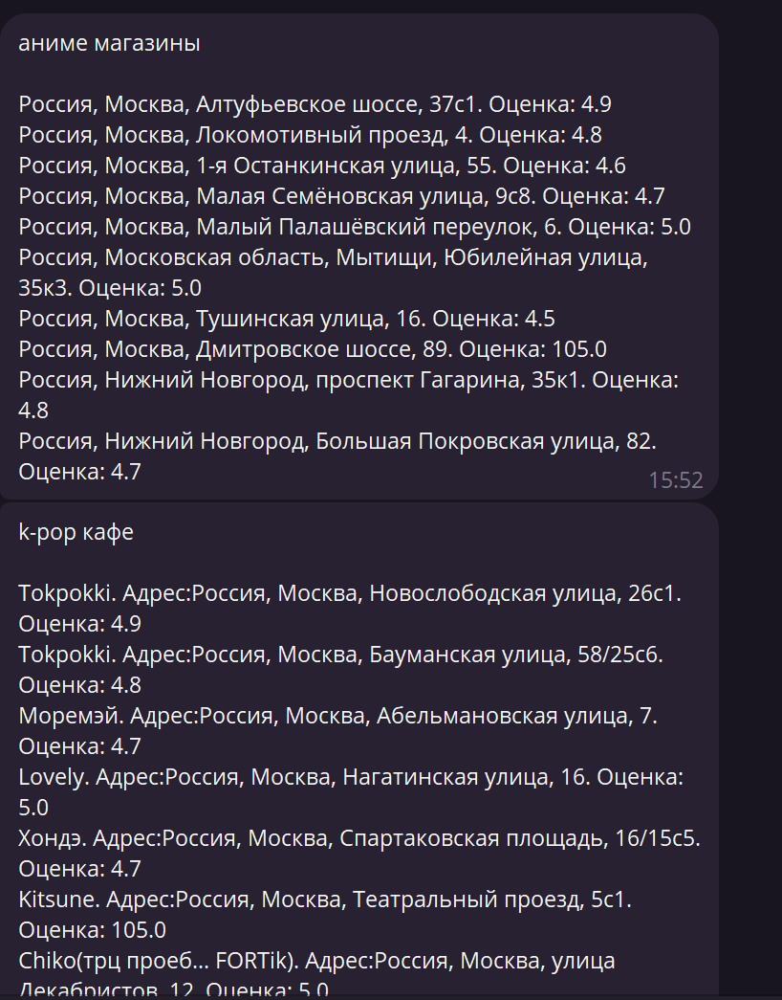 аниме магазины
Россия, Москва, Алтуфьевское шоссе, 37с1. Оценка: 4.9
Россия, Москва, Локомотивный проезд, 4. Оценка: 4.8
Россия, Москва, 1-я Останкинская улица, 55. Оценка: 4.6
Россия, Москва, Малая Семёновская улица, 9с8. Оценка: 4.7
Россия, Москва, Малый Палашёвский переулок, 6. Оценка: 5.0
Россия, Московская область, Мытищи, Юбилейная улица,
35к3. Оценка: 5.0
Россия, Москва, Тушинская улица, 16. Оценка: 4.5
Россия, Москва, Дмитровское шоссе, 89. Оценка: 105.0
Россия, Нижний Новгород, проспект Гагарина, 35к1. Оценка:
4.8
Россия, Нижний Новгород, Большая Покровская улица, 82.
Оценка: 4.7
15:52
k-pop кафе
Tokpokki. Адрес:Россия, Москва, Новослободская улица, 26с1.
Оценка: 4.9
Tokpokki. Адрес:Россия, Москва, Бауманская улица, 58/25с6.
Оценка: 4.8
Моремэй. Адрес:Россия, Москва, Абельмановская улица, 7.
Оценка: 4.7
Lovely. Адрес:Россия, Москва, Нагатинская улица, 16. Оценка:
5.0
Хондэ. Адрес:Россия, Москва, Спартаковская площадь, 16/15с5.
Оценка: 4.7
Kitsune. Адрес:Россия, Москва, Театральный проезд, 5с1.
Оценка: 105.0
Chiko(трц проеб... FORTik). Адрес:Россия, Москва, улица
Декабристов, 12. Оценка: 5.0